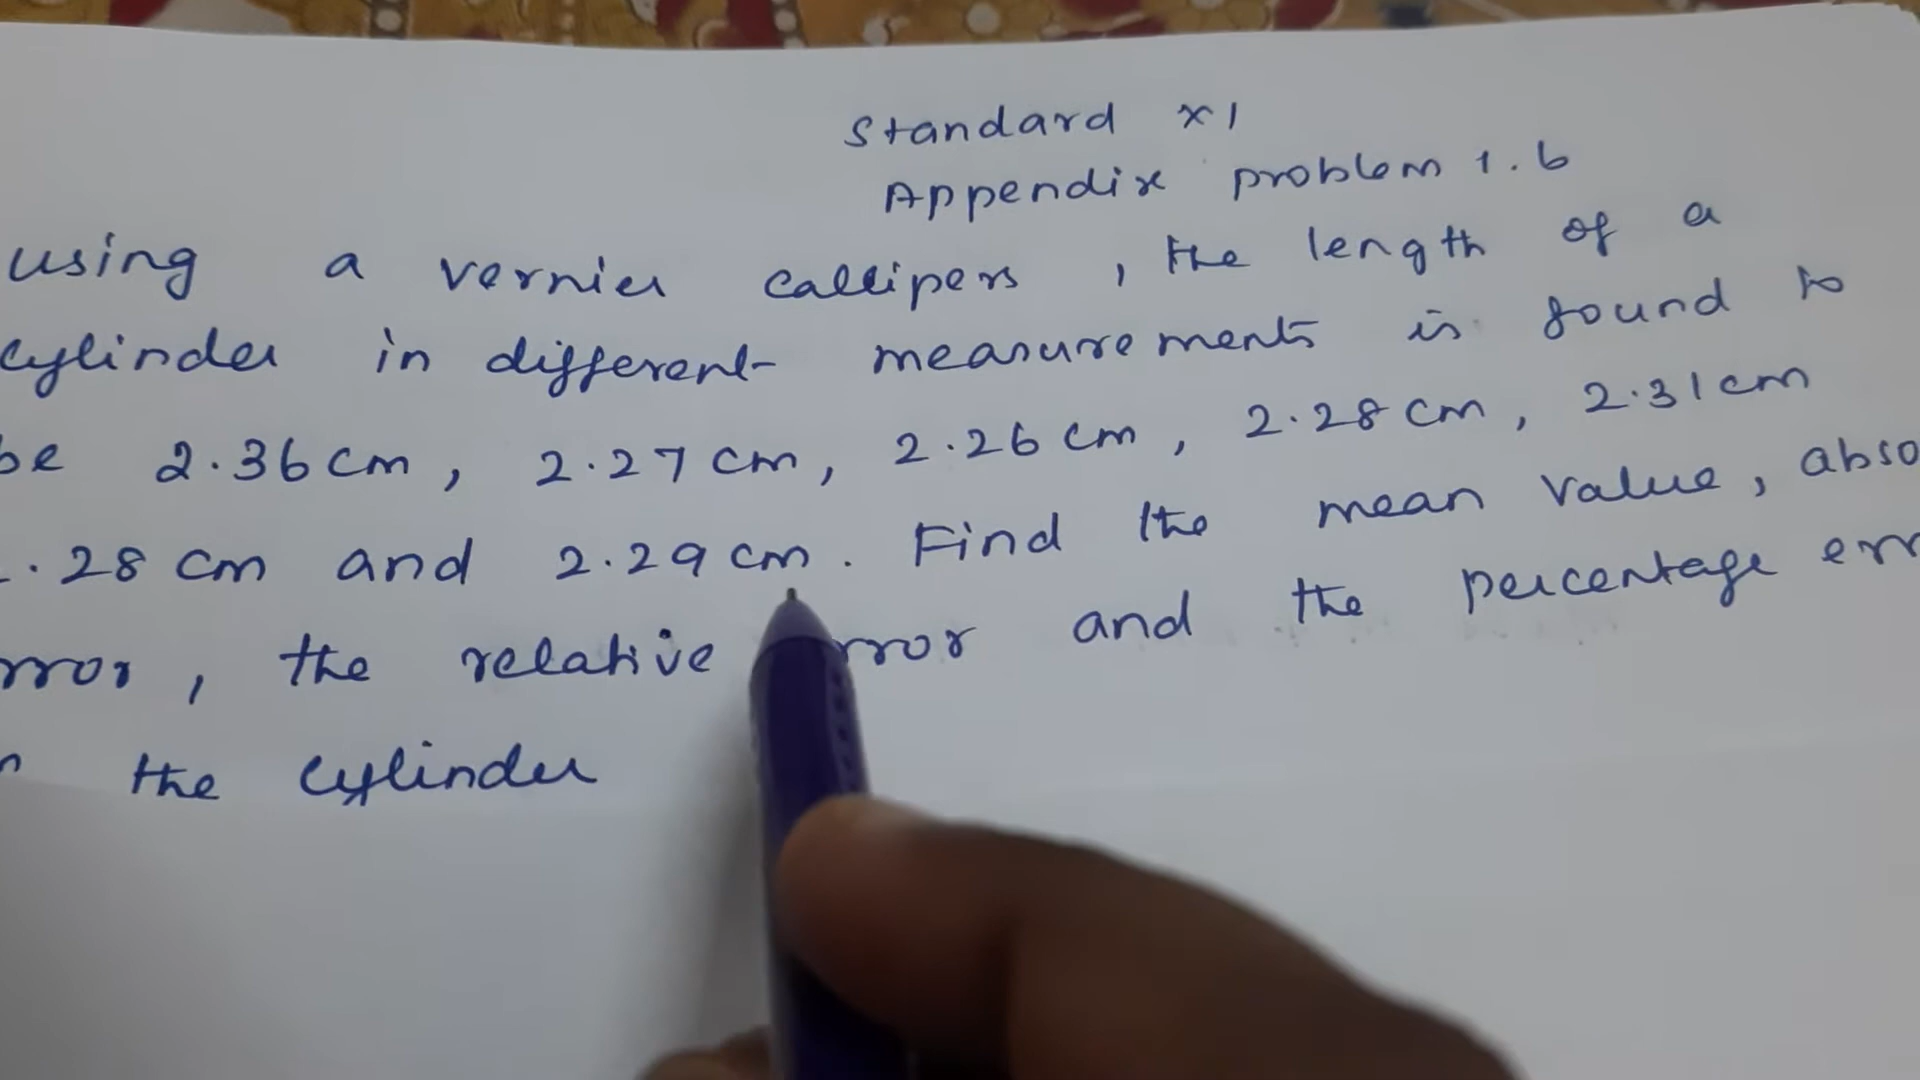 Standard XI
Appendix problem 1.6
using a vernier callipers, the length of a
cylinder in different measurements is found to
be 2.36 cm, 2.27 cm, 2.26 cm, 2.28 cm, 2.31 cm
.28 cm and 2.29 cm. Find the mean value, abso
rror, the relative rror and the percentage err
the cylinder